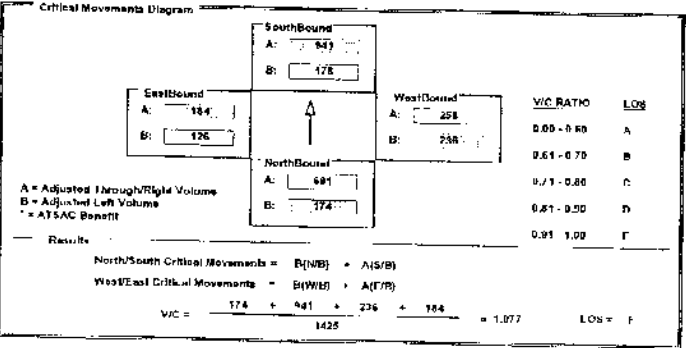 Critical Movements Diagram
SouthBound
A: 941
B: 178
EastBound
A: 184
B: 126
WestBound
A: 258
B: 236
NorthBound
A: 691
B: 174
V/C RATIO LOS
0.00 - 0.60 A
0.61 - 0.70 B
0.71 - 0.80 C
0.81 - 0.90 D
0.91 - 1.00 E
A = Adjusted Through/Right Volume
B = Adjusted Left Volume
* = ATSAC Benefit
Results
North/South Critical Movements = B(N/B) + A(S/B)
West/East Critical Movements = B(W/B) + A(E/B)
V/C = 174 + 941 + 236 + 184 = 1.077 LOS = F
1425